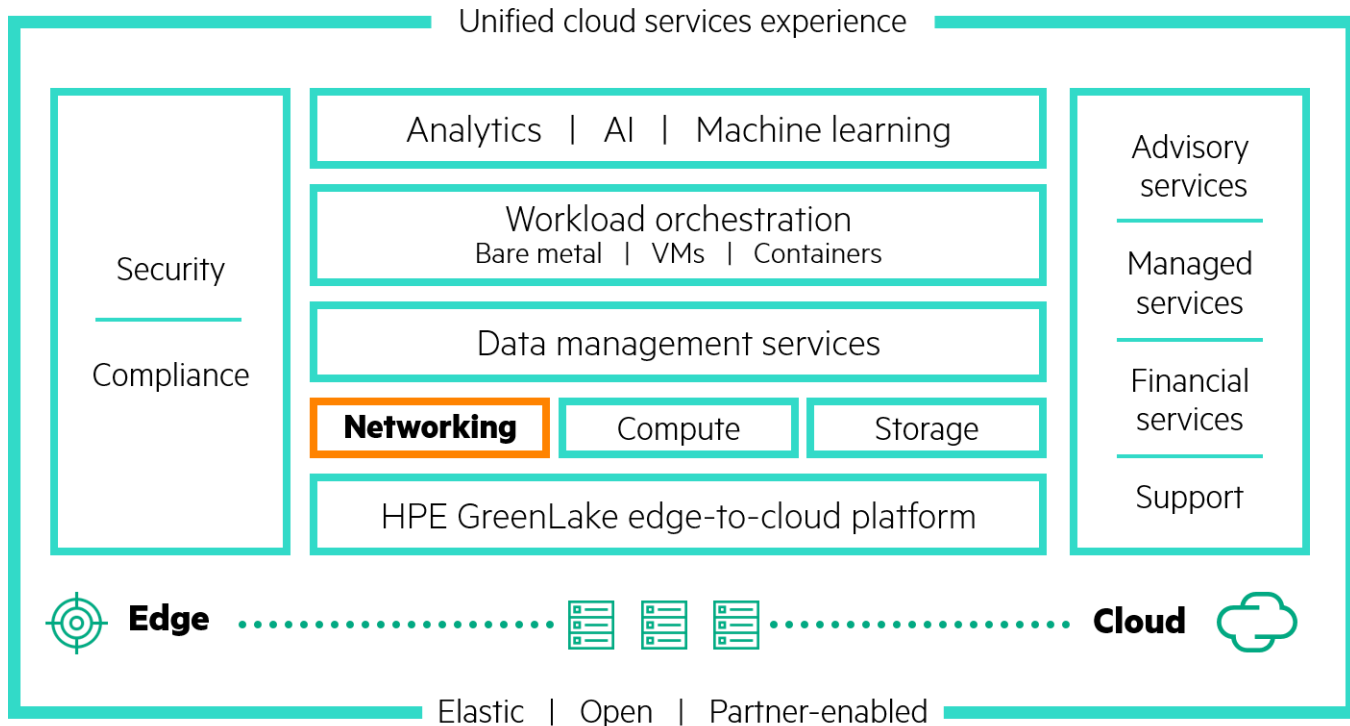 Unified cloud services experience
Security
Compliance
Analytics | AI | Machine learning
Workload orchestration
Bare metal | VMs | Containers
Data management services
Networking
Compute
Storage
HPE GreenLake edge-to-cloud platform
Advisory
services
Managed
services
Financial
services
Support
Edge
Cloud
Elastic | Open | Partner-enabled